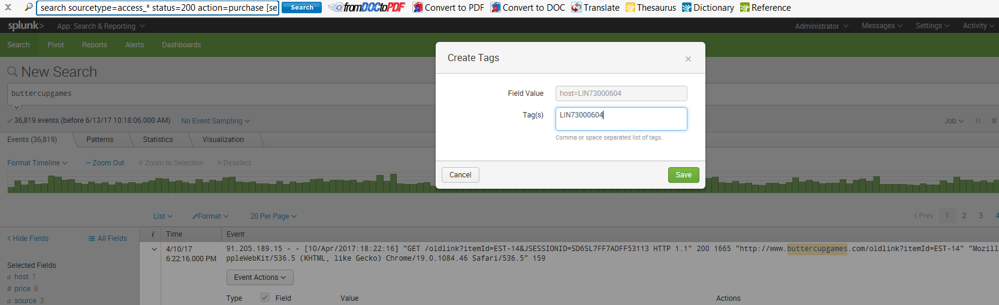 X search sourcetype=access_* status=200 action=purchase [se Search fromDOCtoPDF Convert to PDF Convert to DOC Translate Thesaurus Dictionary Reference
splunk> App: Search & Reporting Administrator Messages Settings Activity
Search Pivot Reports Alerts Dashboards
Create Tags ×
New Search
buttercupgames
Field Value host=LIN73000604
Tag(s) LIN73000604
Comma or space separated list of tags.
✓ 36,819 events (before 6/13/17 10:18:06.000 AM) No Event Sampling Job
Events (36,819) Patterns Statistics Visualization
Format Timeline — Zoom Out + Zoom to Selection × Deselect
Cancel Save
List Format 20 Per Page < Prev 1 2 3 4
< Hide Fields All Fields i Time Event
4/10/17 91.205.189.15 - - [10/Apr/2017:18:22:16] "GET /oldlink?itemId=EST-14&JSESSIONID=SD6SL7FF7ADFF53113 HTTP 1.1" 200 1665 "http://www.buttercupgames.com/oldlink?itemId=EST-14" "Mozill
6:22:16.000 PM ppleWebKit/536.5 (KHTML, like Gecko) Chrome/19.0.1084.46 Safari/536.5" 159
Selected Fields
a host 1
Event Actions
# price 6
a source 3
Type Field Value Actions